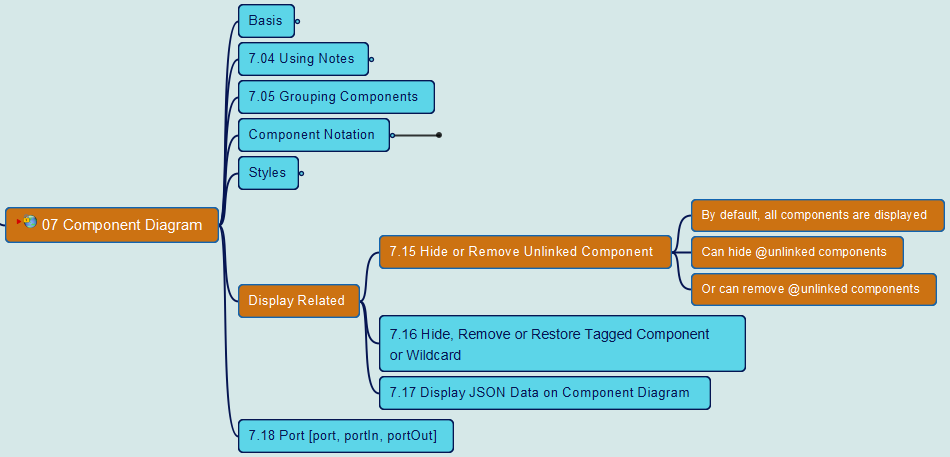 Basis
7.04 Using Notes
7.05 Grouping Components
Component Notation
Styles
07 Component Diagram
Display Related
7.15 Hide or Remove Unlinked Component
By default, all components are displayed
Can hide @unlinked components
Or can remove @unlinked components
7.16 Hide, Remove or Restore Tagged Component
or Wildcard
7.17 Display JSON Data on Component Diagram
7.18 Port [port, portIn, portOut]